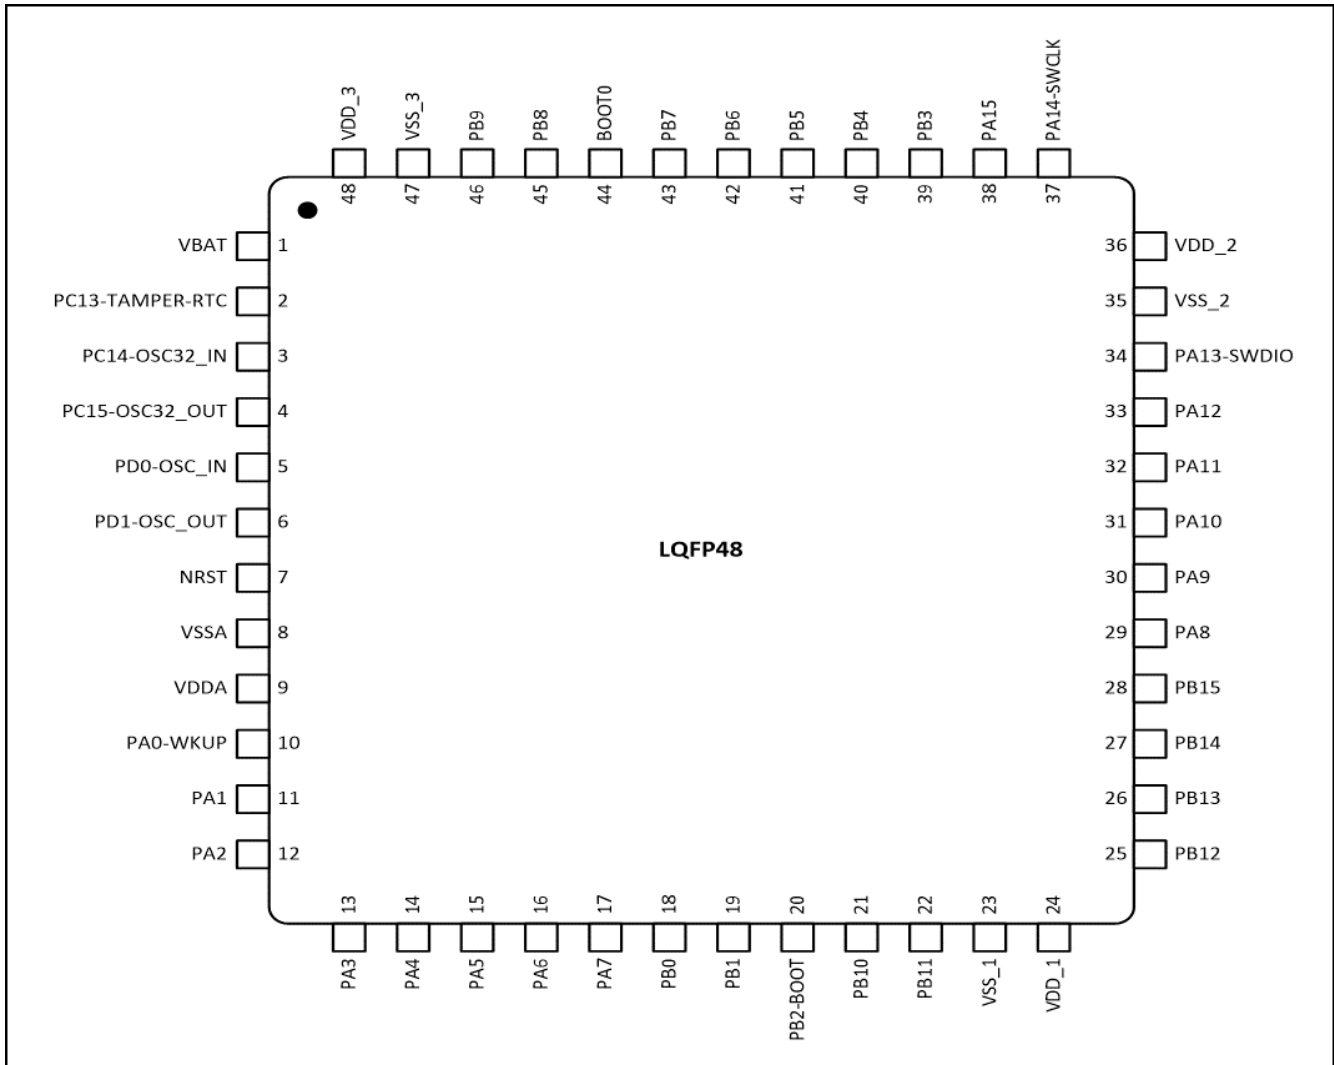 VDD_3
VSS_3
PB9
PB8
BOOT0
PB7
PB6
PB5
PB4
PB3
PA15
PA14-SWCLK
48
47
46
45
44
43
42
41
40
39
38
37
VBAT 1
36 VDD_2
PC13-TAMPER-RTC 2
35 VSS_2
PC14-OSC32_IN 3
34 PA13-SWDIO
PC15-OSC32_OUT 4
33 PA12
PD0-OSC_IN 5
32 PA11
PD1-OSC_OUT 6
31 PA10
LQFP48
NRST 7
30 PA9
VSSA 8
29 PA8
VDDA 9
28 PB15
PA0-WKUP 10
27 PB14
PA1 11
26 PB13
PA2 12
25 PB12
13
14
15
16
17
18
19
20
21
22
23
24
PA3
PA4
PA5
PA6
PA7
PB0
PB1
PB2-BOOT
PB10
PB11
VSS_1
VDD_1